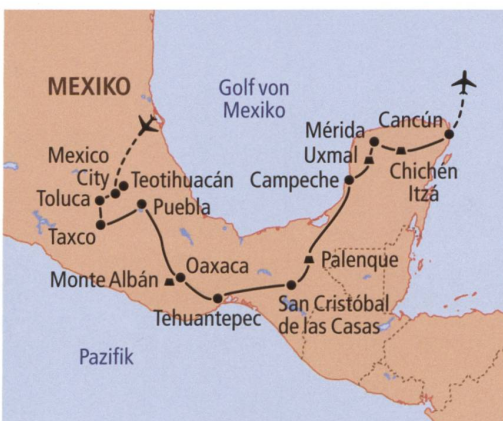 MEXIKO
Golf von
Mexiko
Cancún
Mérida
Uxmal
Chichén
Itzá
Campeche
Mexico
City
Teotihuacán
Toluca
Puebla
Taxco
Palenque
Oaxaca
Monte Albán
San Cristóbal
de las Casas
Tehuantepec
Pazifik